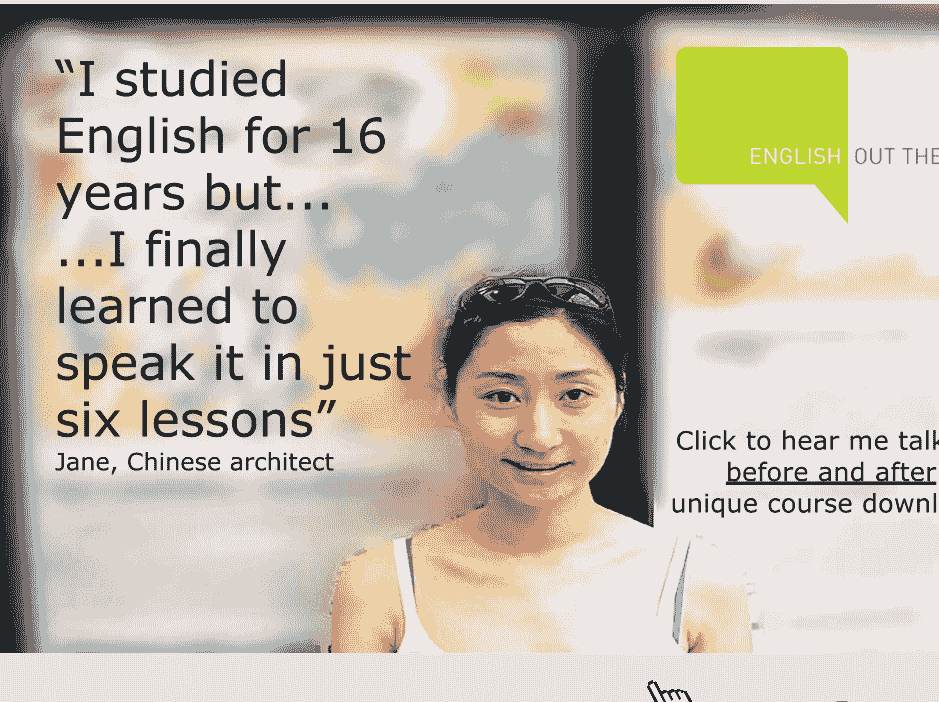 “I studied
English for 16
years but...
...I finally
learned to
speak it in just
six lessons”
Jane, Chinese architect
ENGLISH OUT THE
Click to hear me talk
before and after
unique course downl